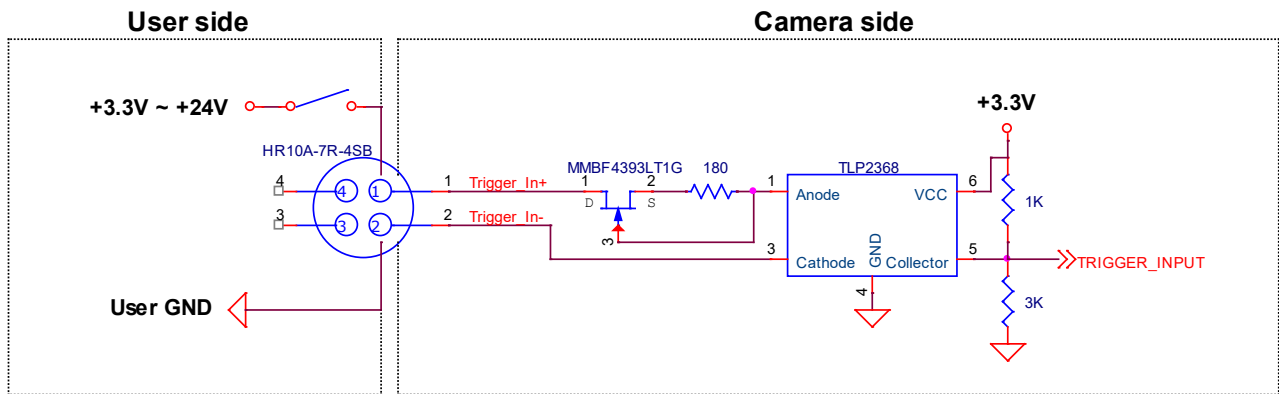 User side
Camera side
+3.3V ~ +24V
+3.3V
HR10A-7R-4SB
MMBF4393LT1G
180
TLP2368
4
4
1
1
Trigger_In+
1
D
2
S
1
Anode
VCC
6
1K
3
3
2
2
Trigger_In-
3
3
Cathode
GND
Collector
5
TRIGGER_INPUT
4
3K
User GND